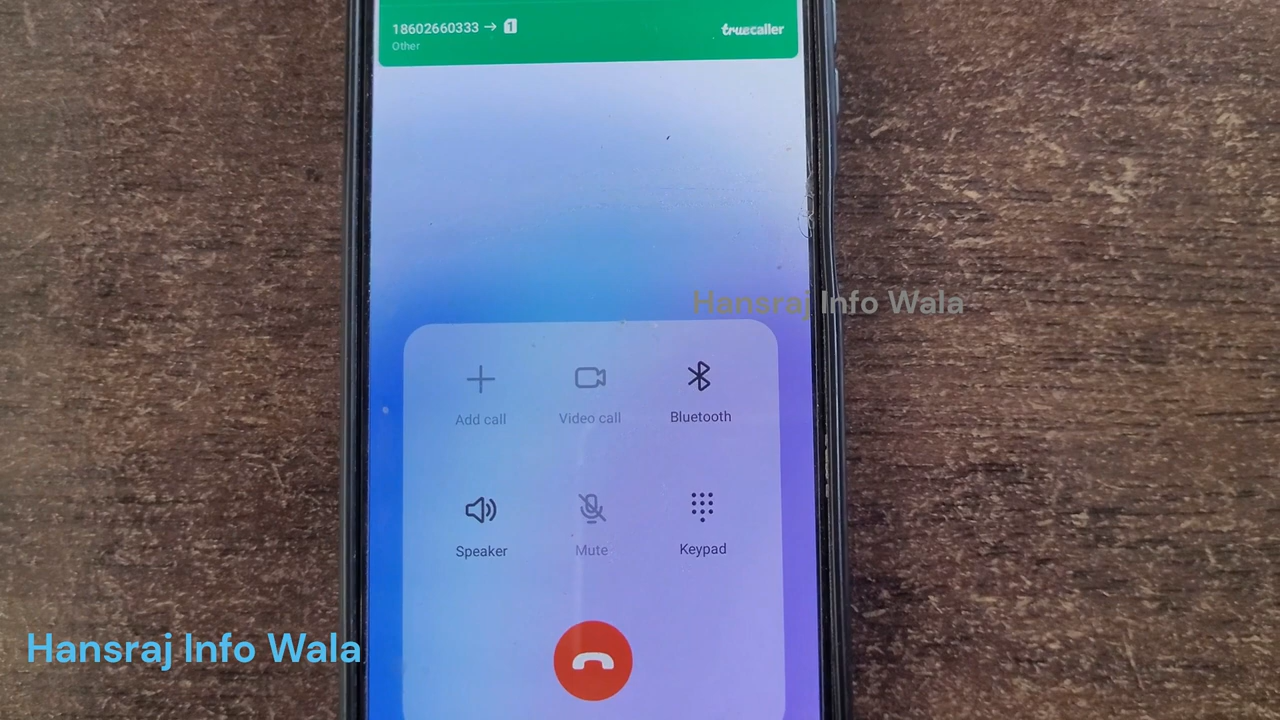 18602660333 → 1
truecaller
Other
Hansraj Info Wala
Add call
Video call
Bluetooth
Speaker
Mute
Keypad
Hansraj Info Wala